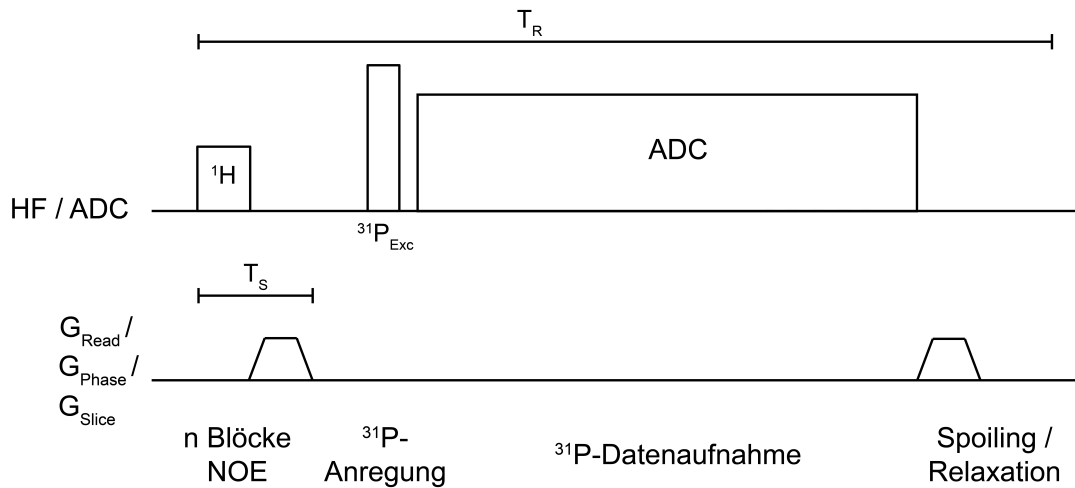 T_R
¹H
ADC
HF / ADC
³¹P_Exc
T_S
G_Read /
G_Phase /
G_Slice
n Blöcke
NOE
³¹P-
Anregung
³¹P-Datenaufnahme
Spoiling /
Relaxation